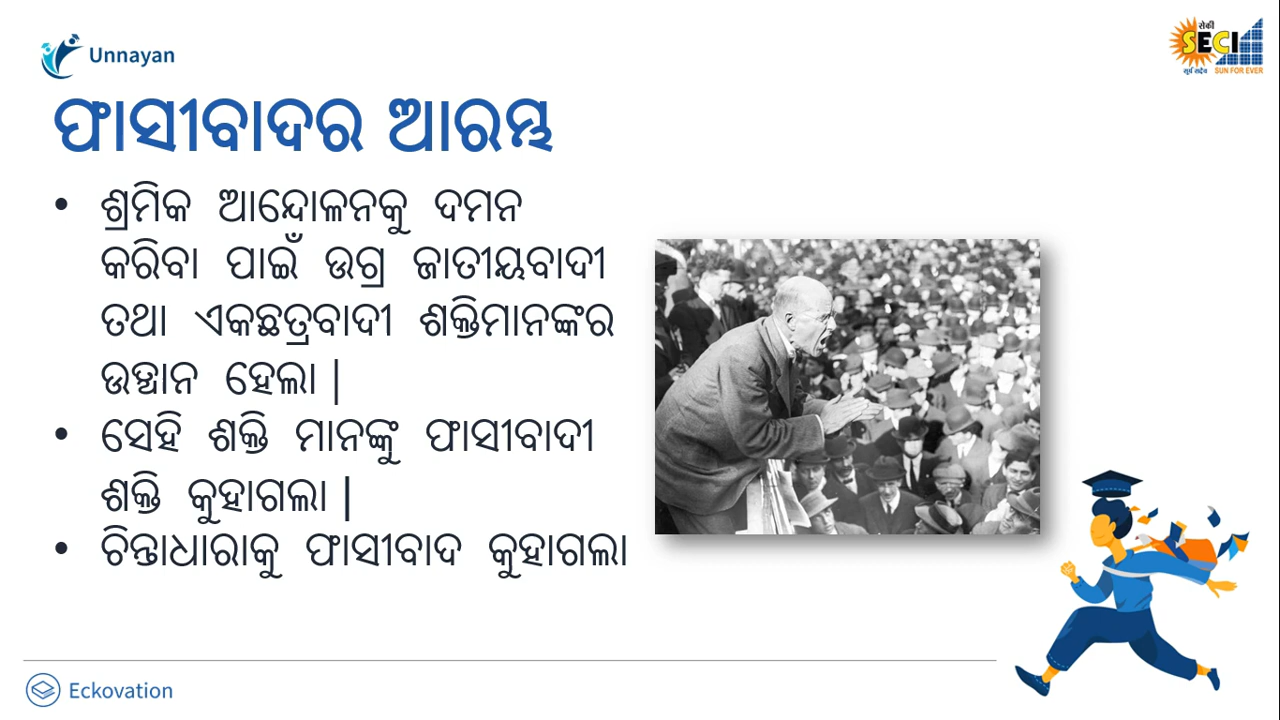 Unnayan
सेकी
SECI
सूर्य सदैव SUN FOR EVER
ଫାସୀବାଦର ଆରମ୍ଭ
• ଶ୍ରମିକ ଆନ୍ଦୋଳନକୁ ଦମନ
କରିବା ପାଇଁ ଉଗ୍ର ଜାତୀୟବାଦୀ
ତଥା ଏକଛତ୍ରବାଦୀ ଶକ୍ତିମାନଙ୍କର
ଉତ୍ଥାନ ହେଲା |
• ସେହି ଶକ୍ତି ମାନଙ୍କୁ ଫାସୀବାଦୀ
ଶକ୍ତି କୁହାଗଲା |
• ଚିନ୍ତାଧାରାକୁ ଫାସୀବାଦ କୁହାଗଲା
Eckovation